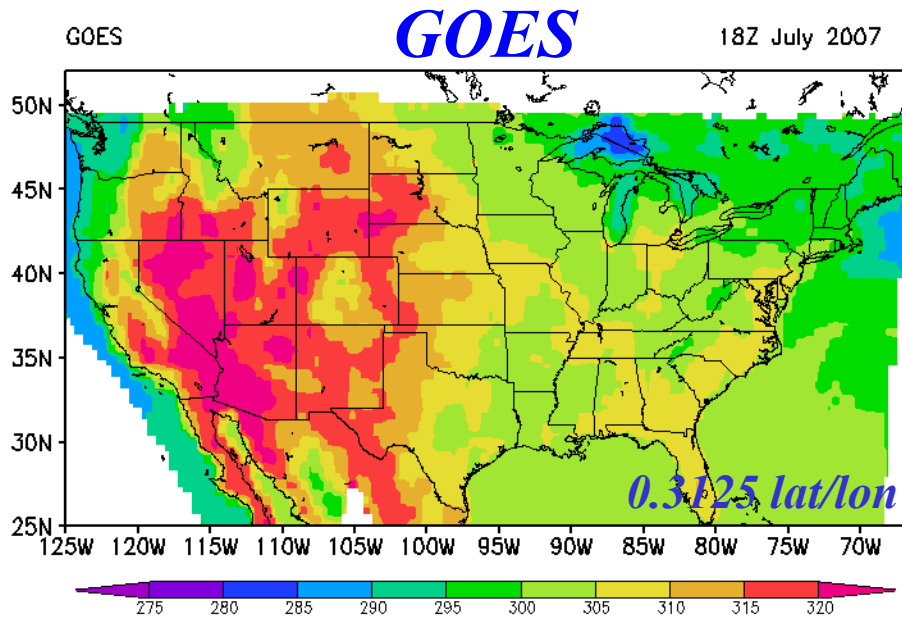 GOES GOES 18Z July 2007
50N
45N
40N
35N
30N
0.3125 lat/lon
25N
125W 120W 115W 110W 105W 100W 95W 90W 85W 80W 75W 70W
275 280 285 290 295 300 305 310 315 320